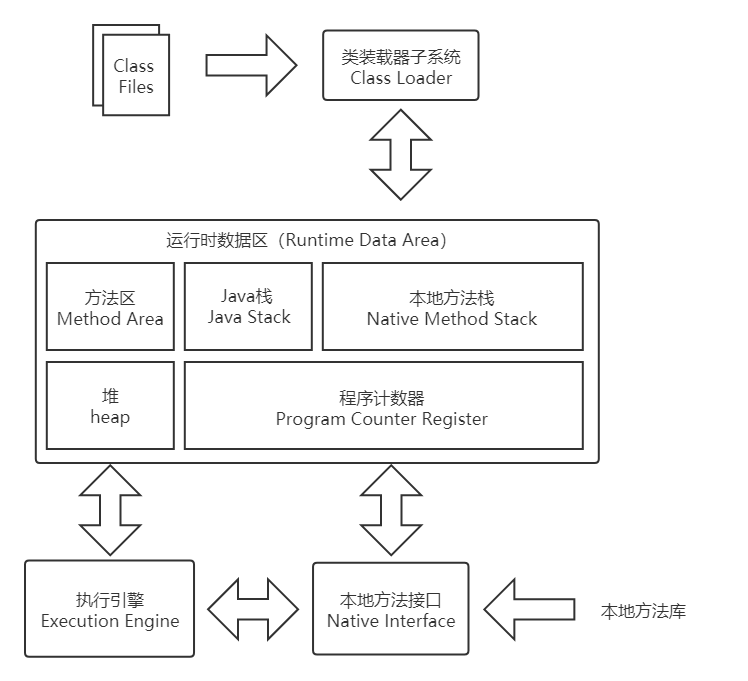 Class
Files
类装载器子系统
Class Loader
运行时数据区（Runtime Data Area）
方法区
Method Area
Java栈
Java Stack
本地方法栈
Native Method Stack
堆
heap
程序计数器
Program Counter Register
执行引擎
Execution Engine
本地方法接口
Native Interface
本地方法库